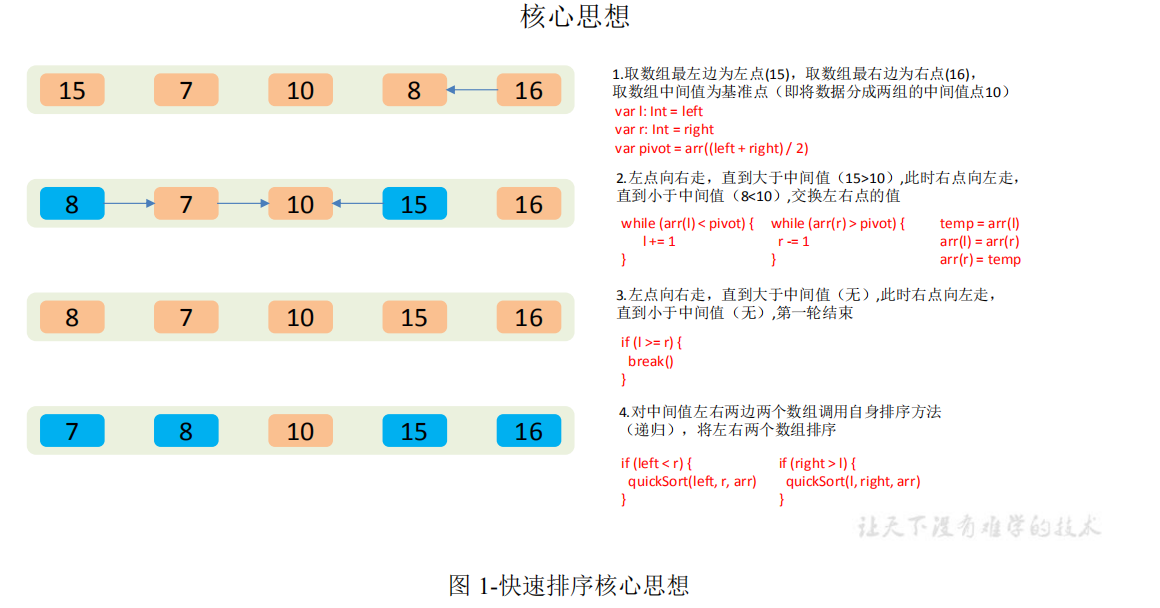 核心思想
15 7 10 8 16
1.取数组最左边为左点(15)，取数组最右边为右点(16)，
取数组中间值为基准点（即将数据分成两组的中间值点10）
var l: Int = left
var r: Int = right
var pivot = arr((left + right) / 2)
8 7 10 15 16
2.左点向右走，直到大于中间值（15>10）,此时右点向左走，
直到小于中间值（8<10）,交换左右点的值
while (arr(l) < pivot) { while (arr(r) > pivot) { temp = arr(l)
l += 1 r -= 1 arr(l) = arr(r)
} } arr(r) = temp
8 7 10 15 16
3.左点向右走，直到大于中间值（无）,此时右点向左走，
直到小于中间值（无）,第一轮结束
if (l >= r) {
break()
}
7 8 10 15 16
4.对中间值左右两边两个数组调用自身排序方法
（递归），将左右两个数组排序
if (left < r) { if (right > l) {
quickSort(left, r, arr) quickSort(l, right, arr)
} }
让天下没有难学的技术
图 1-快速排序核心思想